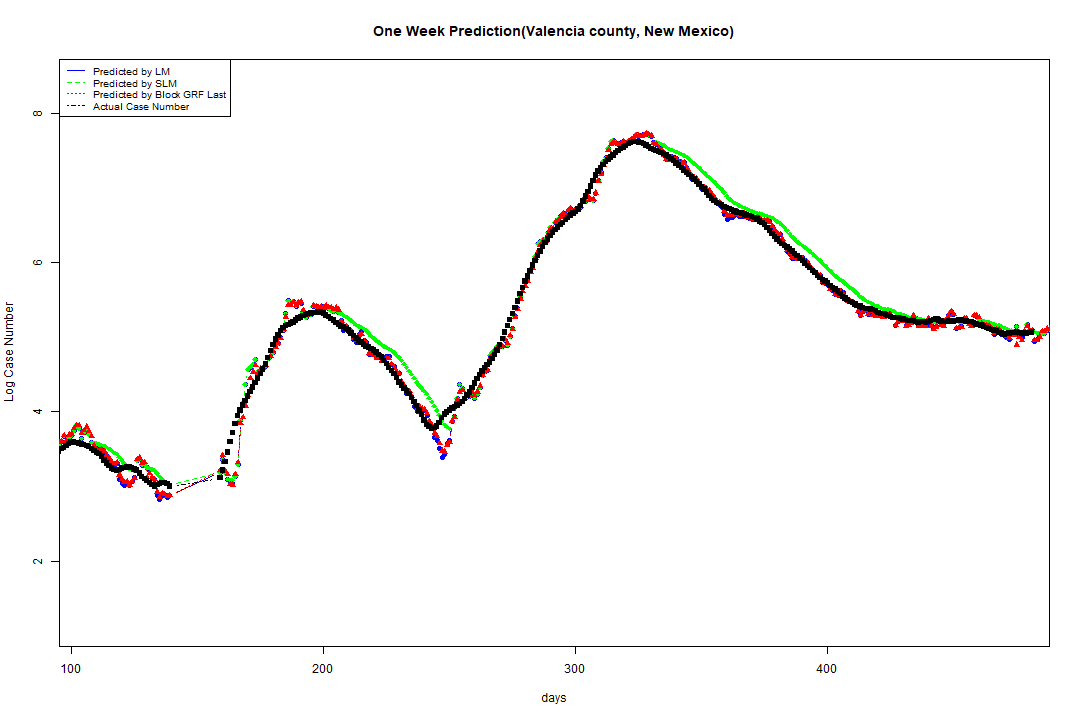 One Week Prediction(Valencia county, New Mexico)
Predicted by LM
Predicted by SLM
Predicted by Block GRF Last
Actual Case Number
8
6
4
2
Log Case Number
100 200 300 400
days